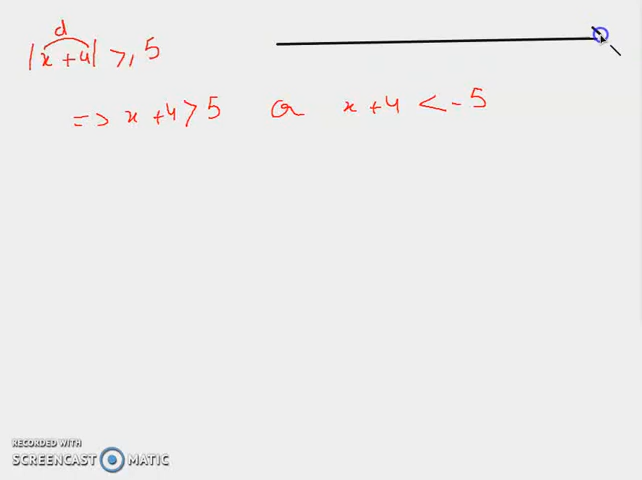 d
|x+4| >, 5
=> x+4>5 or x+4 < -5
RECORDED WITH
SCREENCAST MATIC